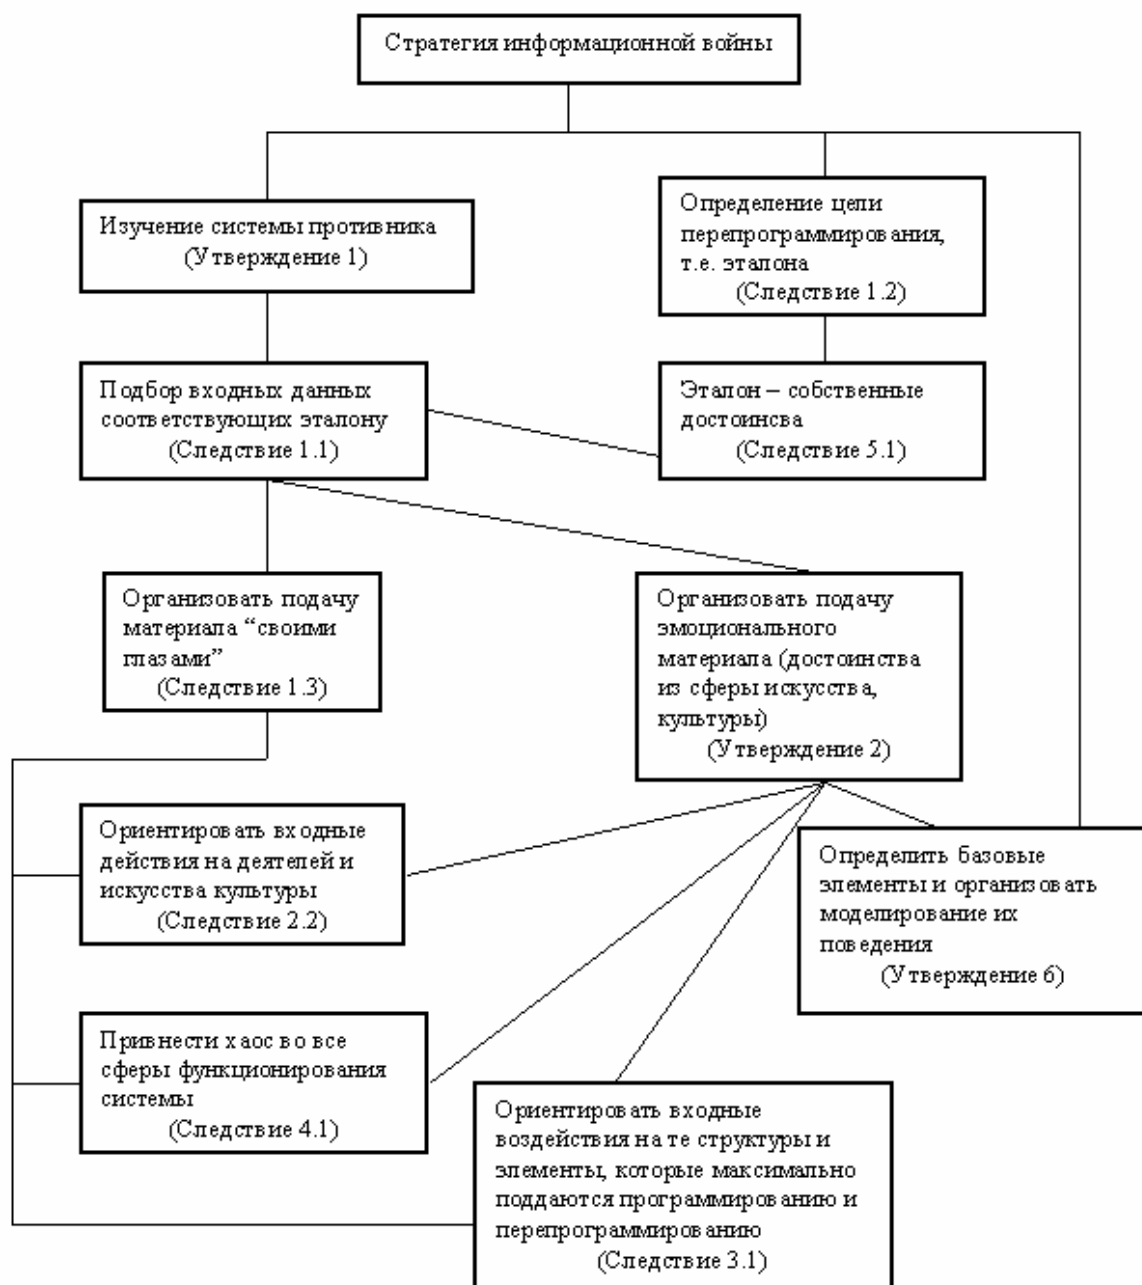 Стратегия информационной войны
Изучение системы противника
(Утверждение 1)
Определение цели
перепрограммирования,
т.е. эталона
(Следствие 1.2)
Подбор входных данных
соответствующих эталону
(Следствие 1.1)
Эталон – собственные
достоинсва
(Следствие 5.1)
Организовать подачу
материала “своими
глазами”
(Следствие 1.3)
Организовать подачу
эмоционального
материала (достоинства
из сферы искусства,
культуры)
(Утверждение 2)
Ориентировать входные
действия на деятелей и
искусства культуры
(Следствие 2.2)
Определить базовые
элементы и организовать
моделирование их
поведения
(Утверждение 6)
Привнести хаос во все
сферы функционирования
системы
(Следствие 4.1)
Ориентировать входные
воздействия на те структуры и
элементы, которые максимально
поддаются программированию и
перепрограммированию
(Следствие 3.1)